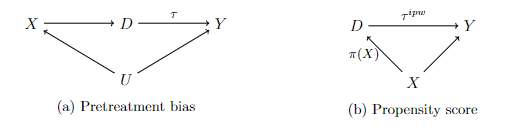 X D τ Y
U
(a) Pretreatment bias
D τ^{ipw} Y
π(X)
X
(b) Propensity score